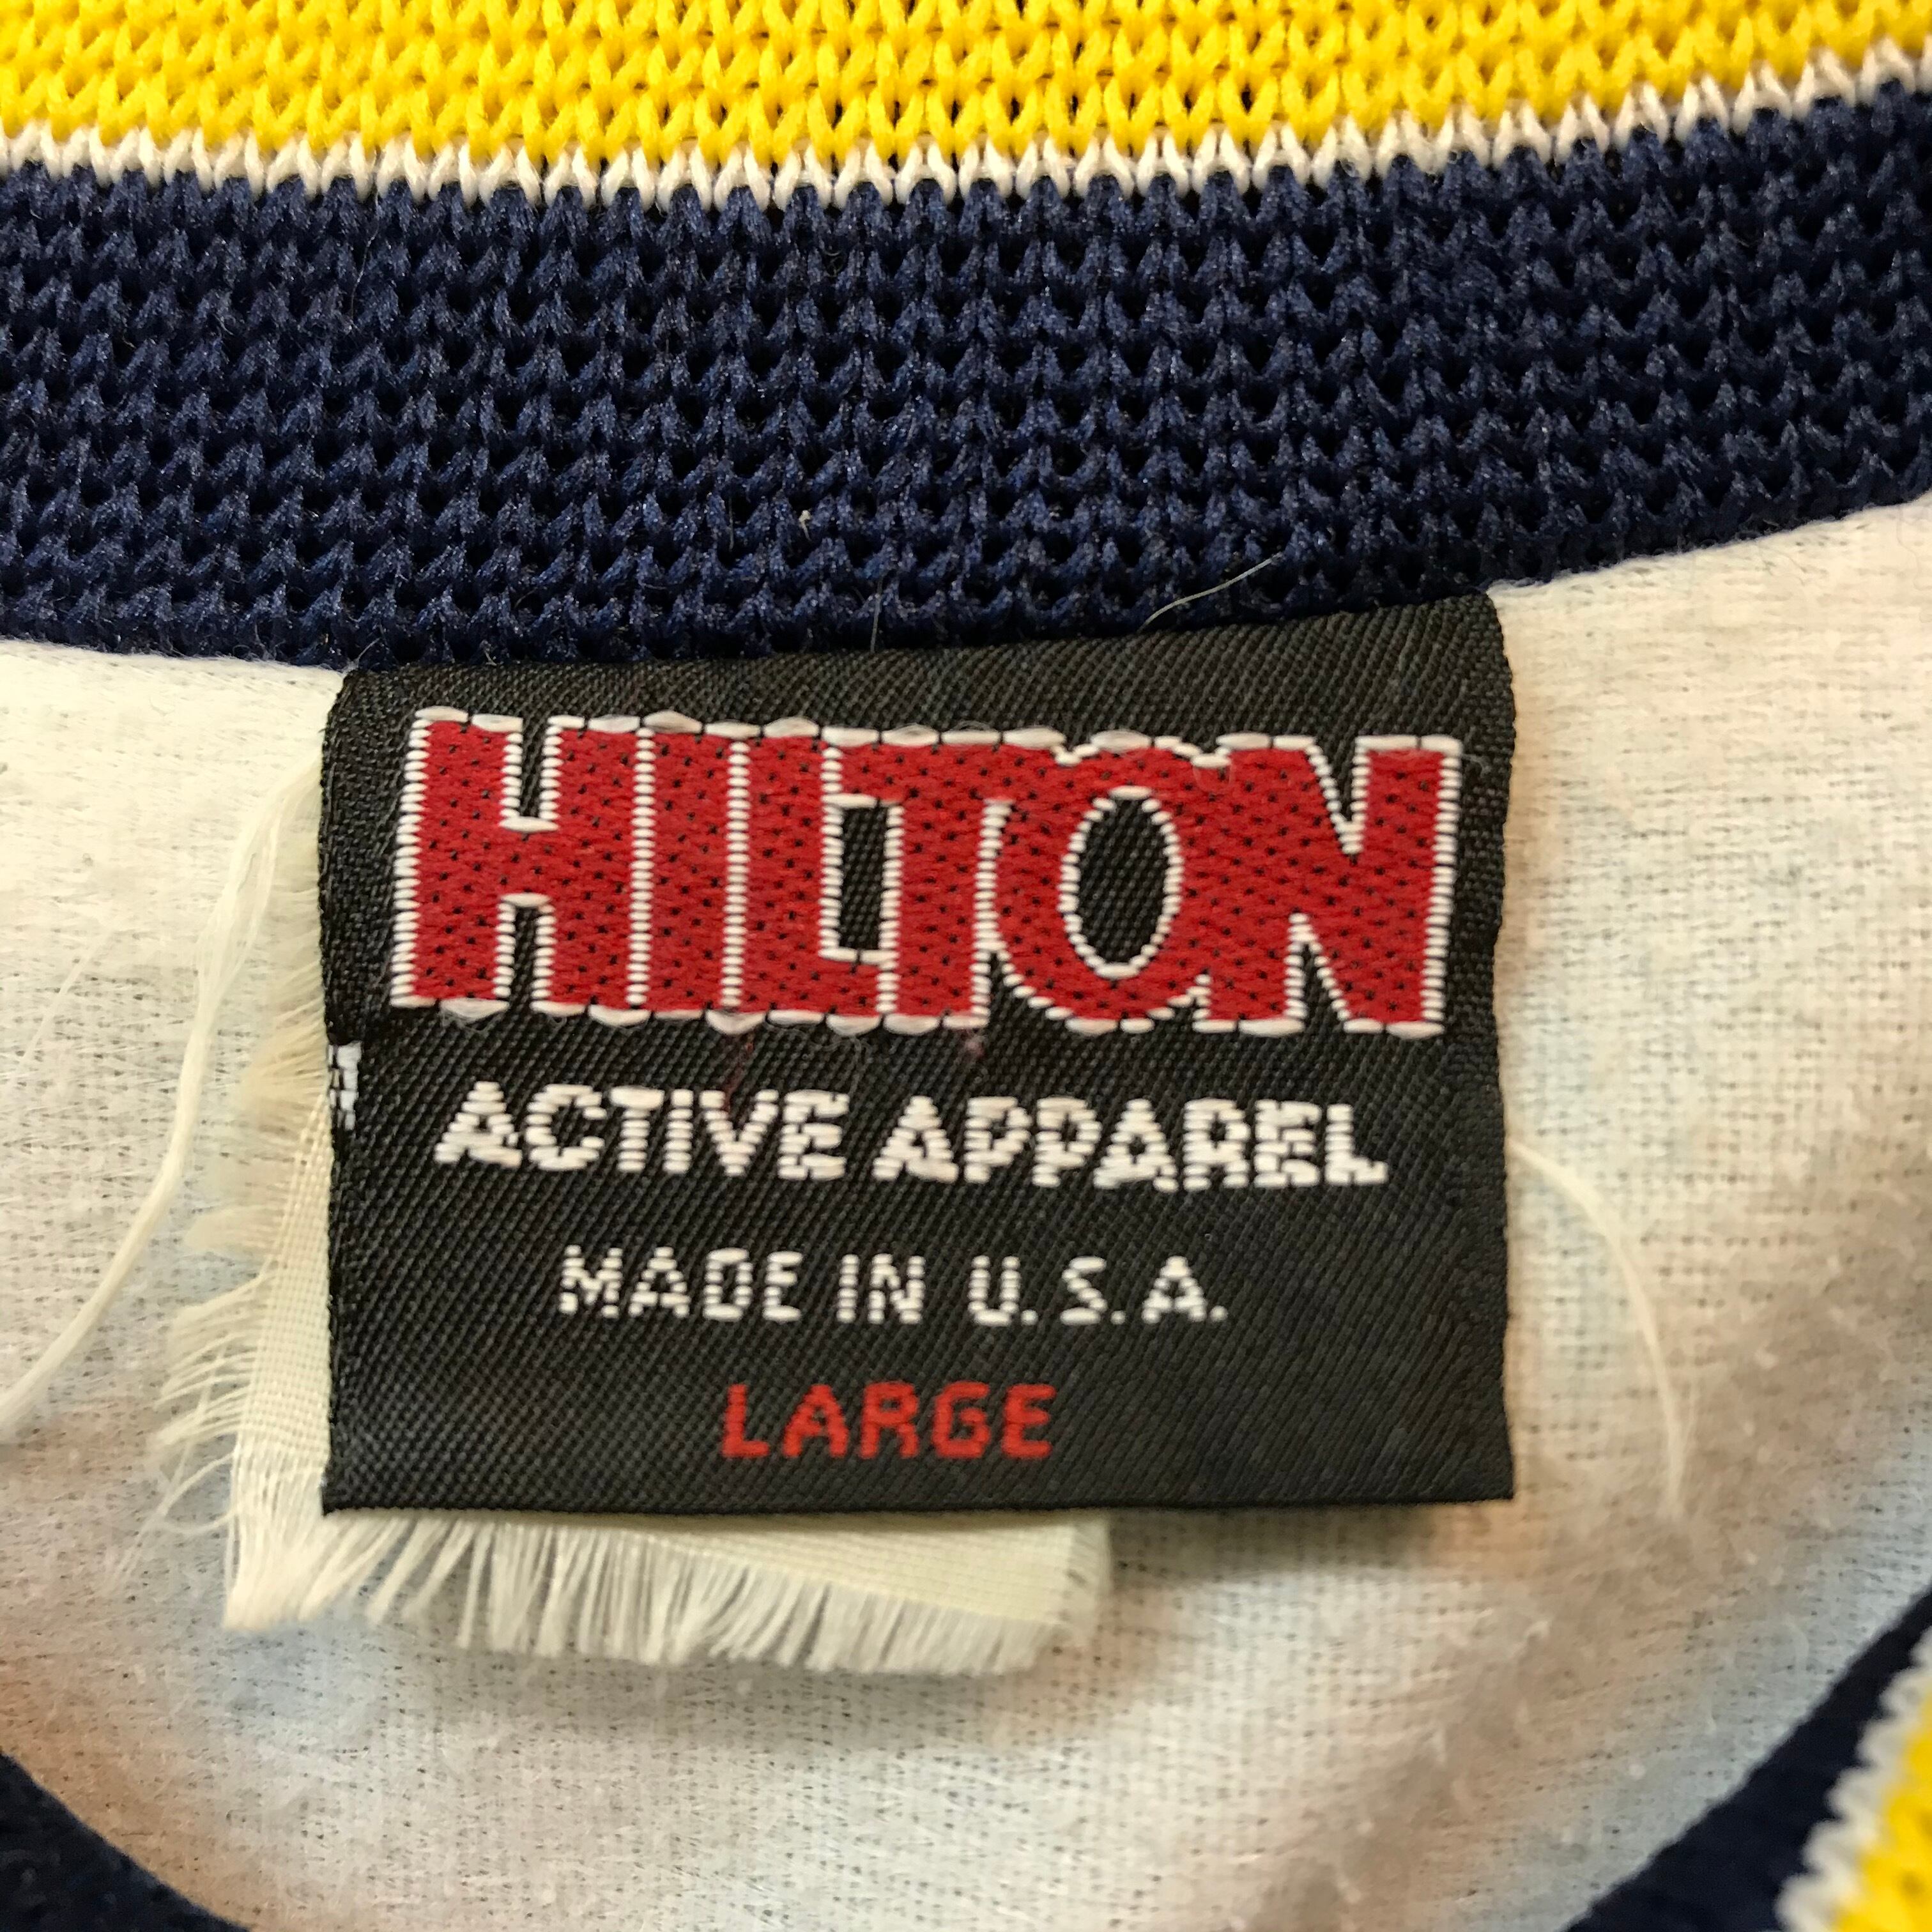 HILTON
ACTIVE APPAREL
MADE IN U.S.A.
LARGE